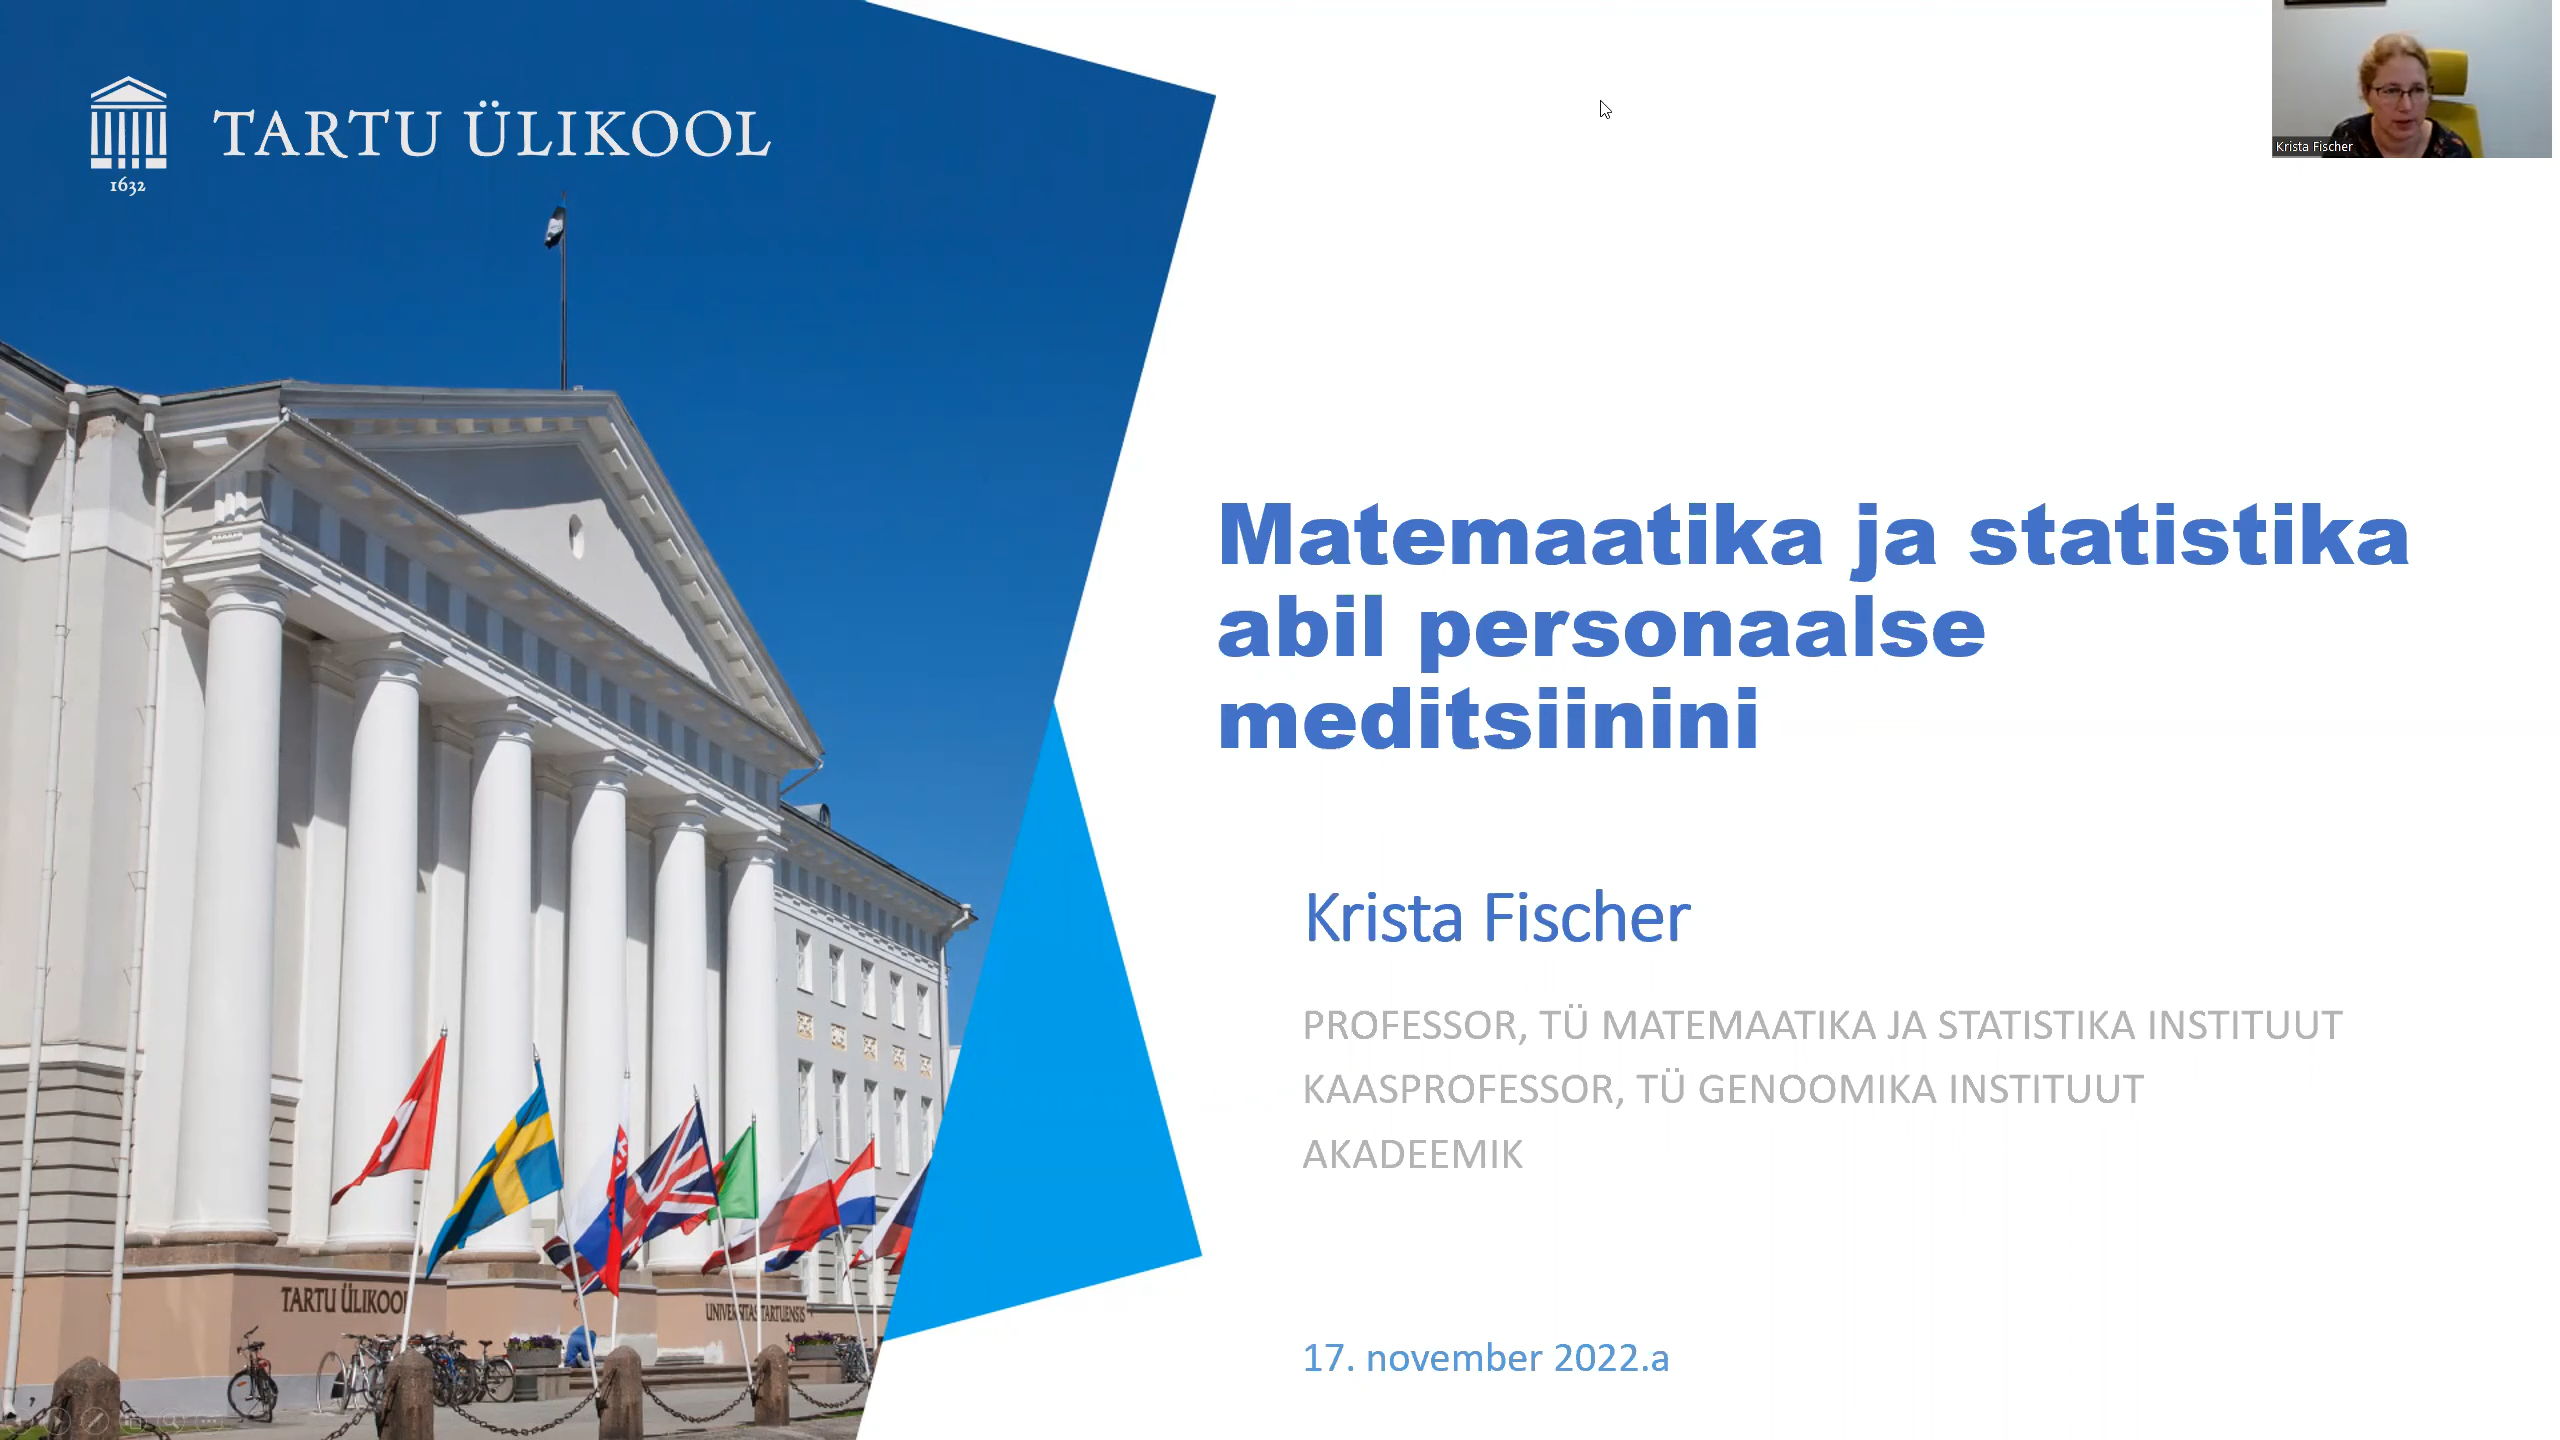 TARTU ÜLIKOOL
1632
Krista Fischer
Matemaatika ja statistika
abil personaalse
meditsiinini
Krista Fischer
PROFESSOR, TÜ MATEMAATIKA JA STATISTIKA INSTITUUT
KAASPROFESSOR, TÜ GENOOMIKA INSTITUUT
AKADEEMIK
TARTU ÜLIKOOL
UNIVERSITAS TARTUENSIS
17. november 2022.a